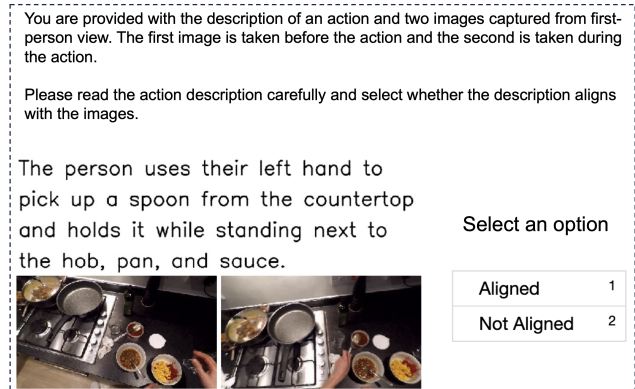 You are provided with the description of an action and two images captured from first-
person view. The first image is taken before the action and the second is taken during
the action.
Please read the action description carefully and select whether the description aligns
with the images.
The person uses their left hand to
pick up a spoon from the countertop
and holds it while standing next to
the hob, pan, and sauce.
Select an option
Aligned 1
Not Aligned 2